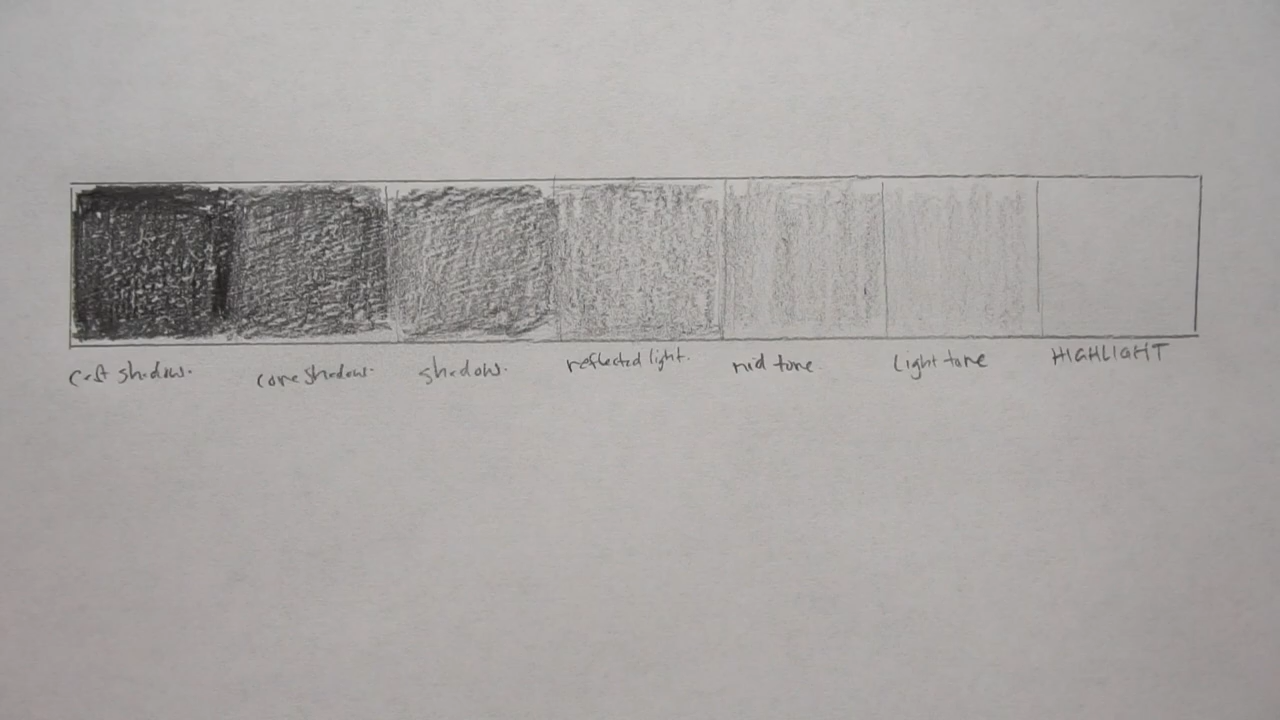 cast shadow.
core shadow.
shadow.
reflected light.
mid tone
light tone
HIGHLIGHT